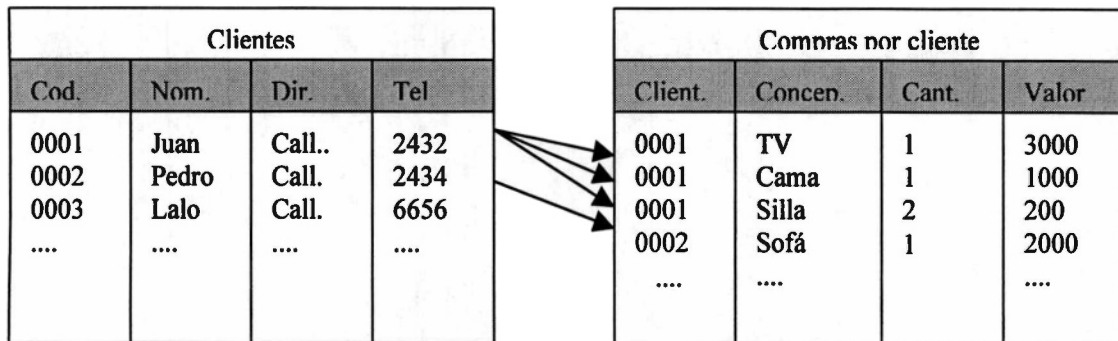 Clientes
Cod. Nom. Dir. Tel
0001 Juan Call.. 2432
0002 Pedro Call. 2434
0003 Lalo Call. 6656
.... .... .... ....
Compras por cliente
Client. Concep. Cant. Valor
0001 TV 1 3000
0001 Cama 1 1000
0001 Silla 2 200
0002 Sofá 1 2000
.... .... ....